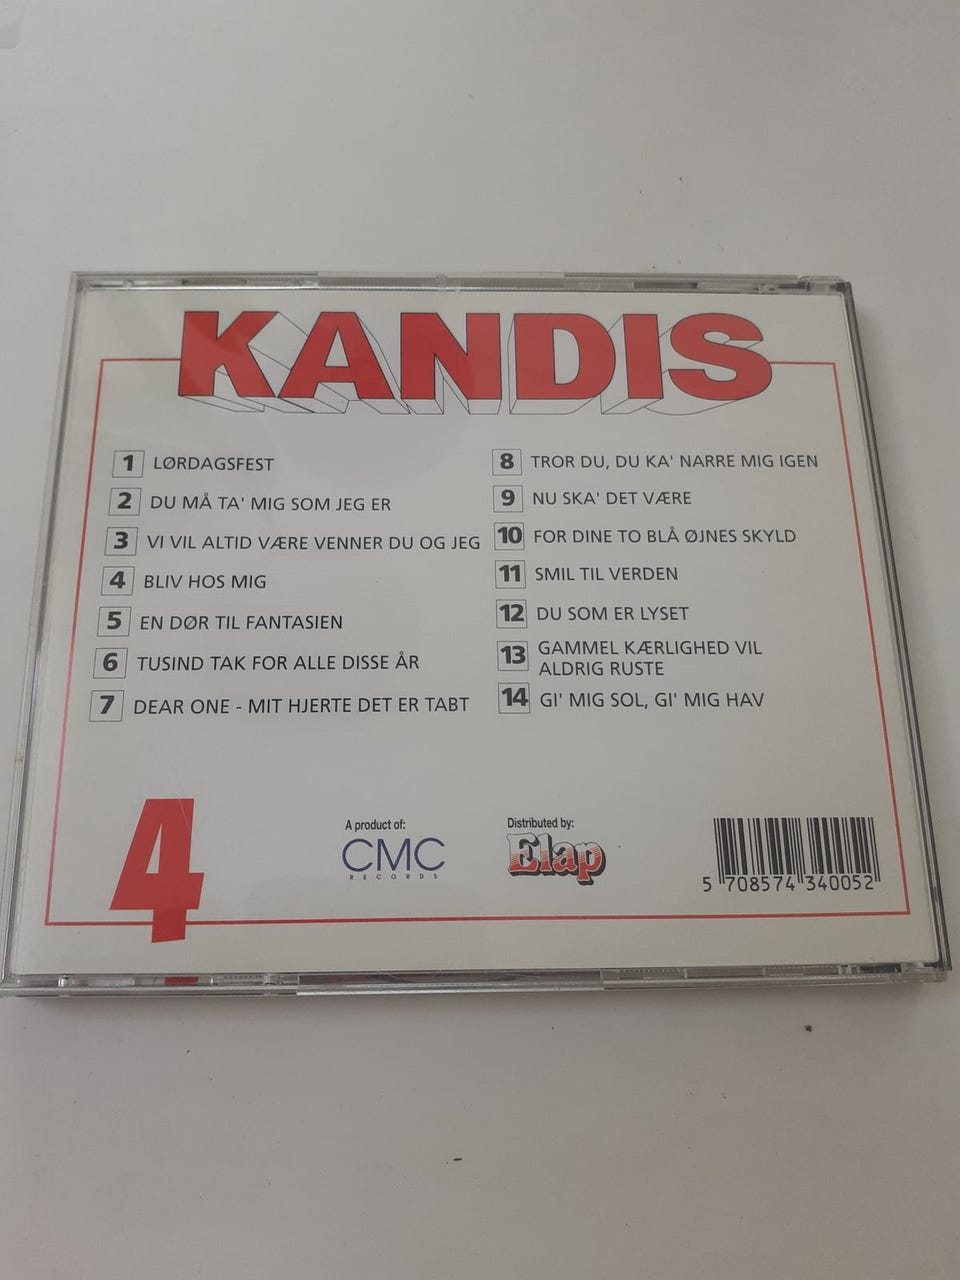 KANDIS
1 LØRDAGSFEST
2 DU MÅ TA' MIG SOM JEG ER
3 VI VIL ALTID VÆRE VENNER DU OG JEG
4 BLIV HOS MIG
5 EN DØR TIL FANTASIEN
6 TUSIND TAK FOR ALLE DISSE ÅR
7 DEAR ONE - MIT HJERTE DET ER TABT
8 TROR DU, DU KA' NARRE MIG IGEN
9 NU SKA' DET VÆRE
10 FOR DINE TO BLÅ ØJNES SKYLD
11 SMIL TIL VERDEN
12 DU SOM ER LYSET
13 GAMMEL KÆRLIGHED VIL
ALDRIG RUSTE
14 GI' MIG SOL, GI' MIG HAV
4
A product of:
CMC
RECORDS
Distributed by:
Elap
5 708574 340052